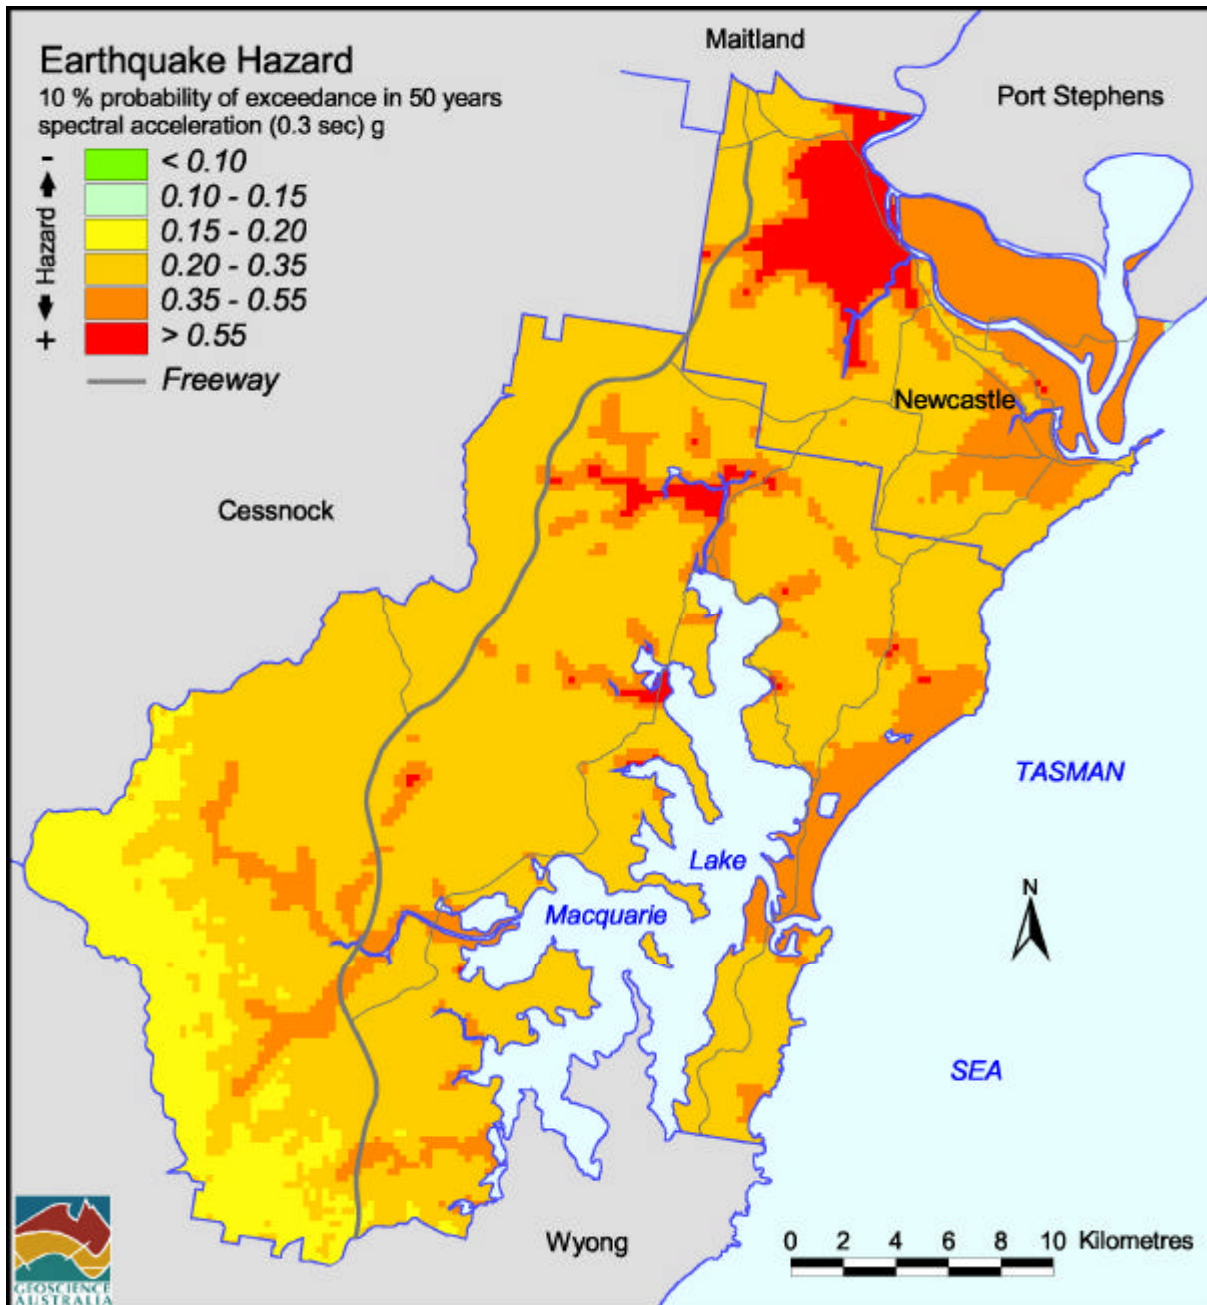 Maitland
Earthquake Hazard
10 % probability of exceedance in 50 years
spectral acceleration (0.3 sec) g
Port Stephens
-
Hazard
+
< 0.10
0.10 - 0.15
0.15 - 0.20
0.20 - 0.35
0.35 - 0.55
> 0.55
Freeway
Newcastle
Cessnock
TASMAN
Lake
Macquarie
N
SEA
Wyong
0 2 4 6 8 10 Kilometres
GEOSCIENCE
AUSTRALIA